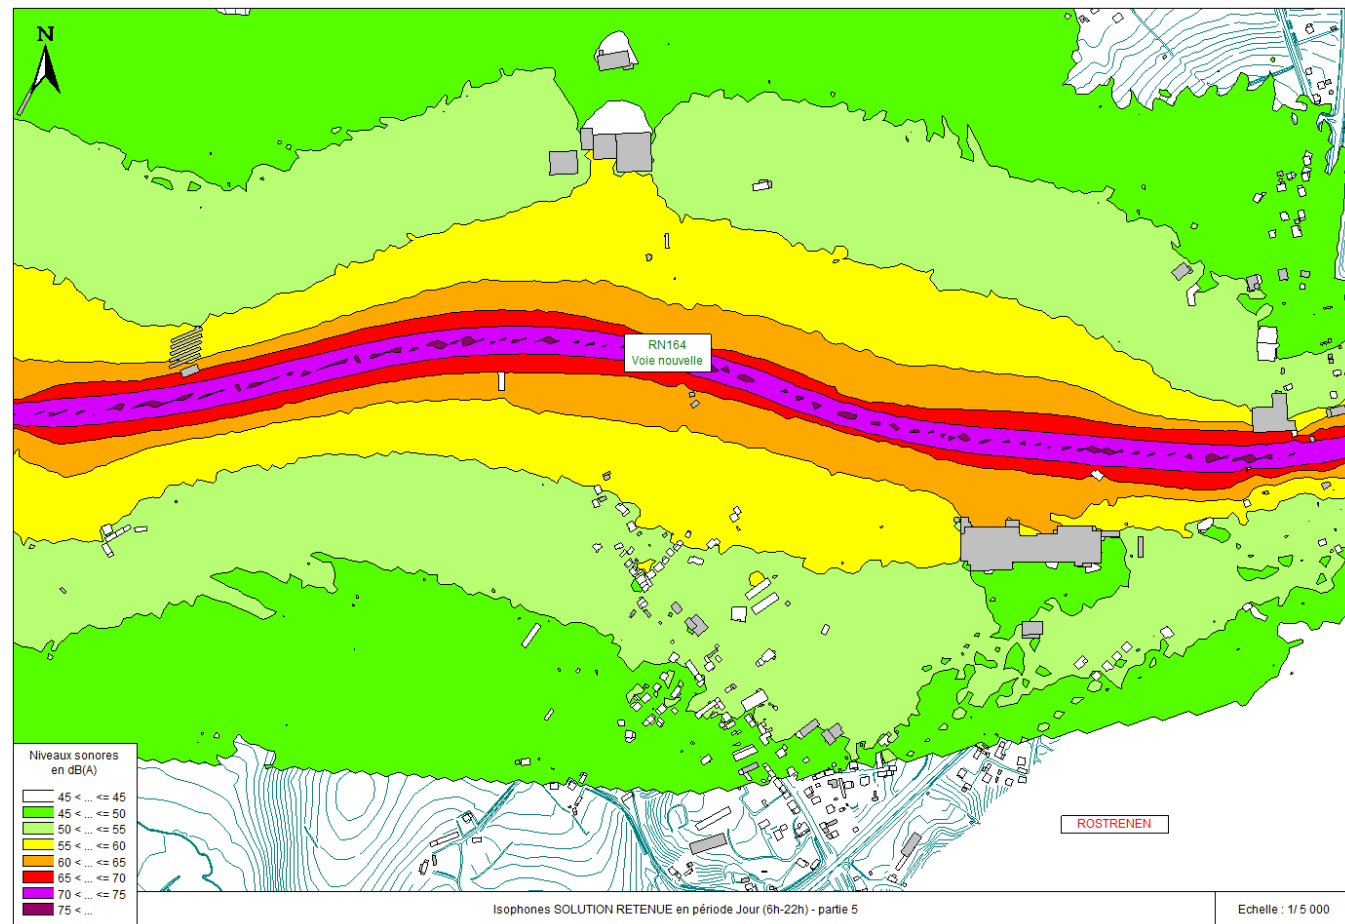 N
RN164
Voie nouvelle
Niveaux sonores
en dB(A)
45 < ... <= 45
45 < ... <= 50
50 < ... <= 55
55 < ... <= 60
60 < ... <= 65
65 < ... <= 70
70 < ... <= 75
75 < ...
ROSTRENEN
Isophones SOLUTION RETENUE en période Jour (6h-22h) - partie 5
Echelle : 1/ 5 000